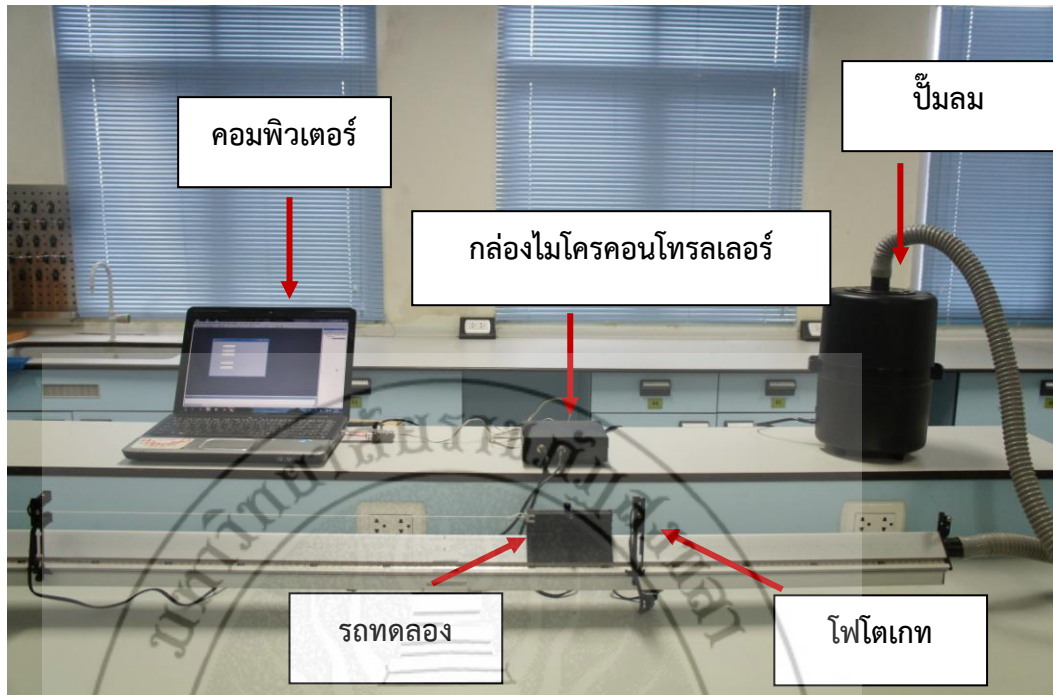 ปั๊มลม
คอมพิวเตอร์
กล่องไมโครคอนโทรลเลอร์
รถทดลอง
โฟโตเกท